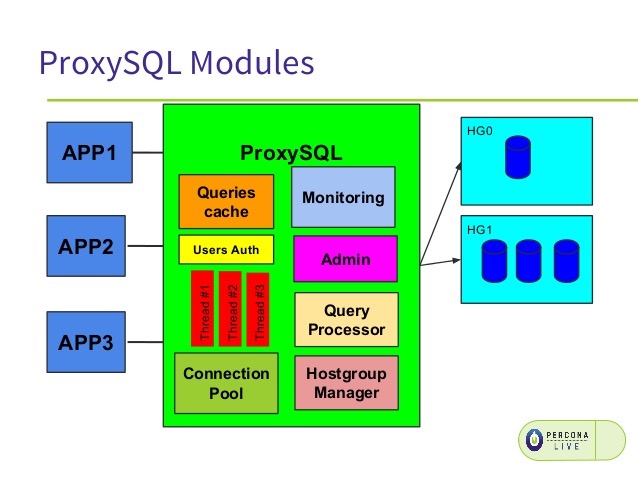 ProxySQL Modules
APP1
APP2
APP3
ProxySQL
Queries
cache
Users Auth
Thread #1
Thread #2
Thread #3
Connection
Pool
Monitoring
Admin
Query
Processor
Hostgroup
Manager
HG0
HG1
PERCONA
LIVE